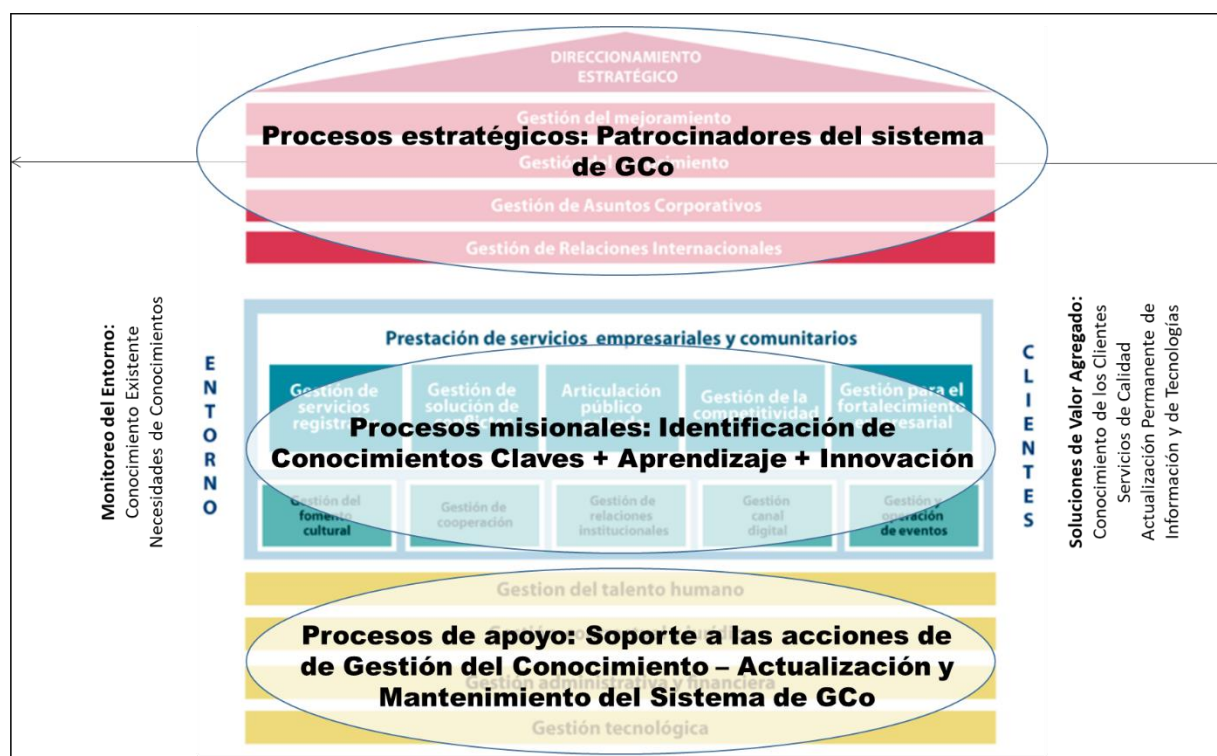 DIRECCIONAMIENTO
ESTRATÉGICO
Gestión del mejoramiento
Procesos estratégicos: Patrocinadores del sistema
de GCo
Gestión del
Gestión de Asuntos Corporativos
Gestión de Relaciones Internacionales
Monitoreo del Entorno:
Conocimiento Existente
Necesidades de Conocimientos
ENTORNO
Prestación de servicios empresariales y comunitarios
Gestión de
servicios
Gestión de
solución de
Articulación
público
Gestión de la
competitividad
Gestión para el
fortalecimiento
Procesos misionales: Identificación de
Conocimientos Claves + Aprendizaje + Innovación
Gestión del
fomento
cultural
Gestión de
cooperación
Gestión de
relaciones
institucionales
Gestión
canal
digital
Gestión y
operación
de eventos
CLIENTES
Soluciones de Valor Agregado:
Conocimiento de los Clientes
Servicios de Calidad
Actualización Permanente de
Información y de Tecnologías
Gestion del talento humano
Procesos de apoyo: Soporte a las acciones de
de Gestión del Conocimiento – Actualización y
Gestión administrativa y financiera
Mantenimiento del Sistema de GCo
Gestión tecnológica